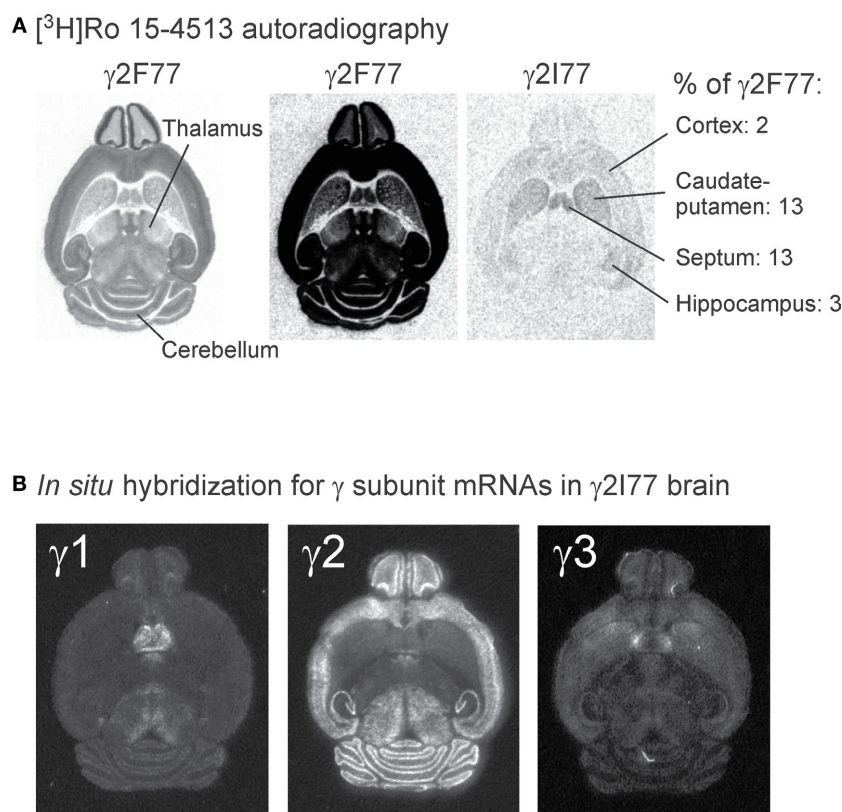 A [³H]Ro 15-4513 autoradiography
γ2F77
γ2F77
γ2I77
% of γ2F77:
Thalamus
Cortex: 2
Caudate-
putamen: 13
Septum: 13
Hippocampus: 3
Cerebellum
B In situ hybridization for γ subunit mRNAs in γ2I77 brain
γ1
γ2
γ3